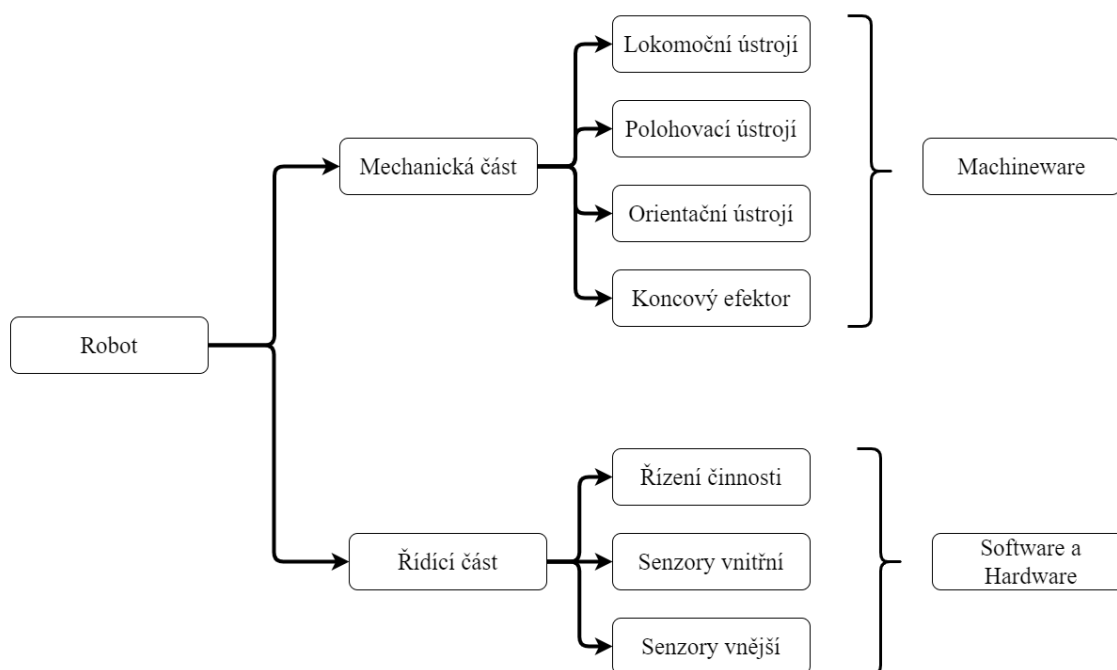 Robot
Mechanická část
Lokomoční ústrojí
Polohovací ústrojí
Orientační ústrojí
Koncový efektor
Machineware
Řídící část
Řízení činnosti
Senzory vnitřní
Senzory vnější
Software a
Hardware